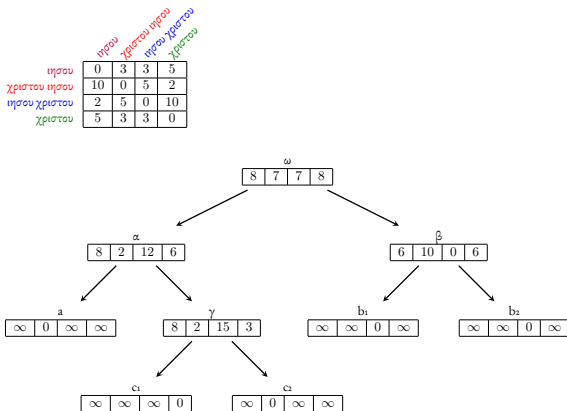 ιησου χριστου ιησου ιησου χριστου χριστου
ιησου 0 3 3 5
χριστου ιησου 10 0 5 2
ιησου χριστου 2 5 0 10
χριστου 5 3 3 0
ω
8 7 7 8
α β
8 2 12 6 6 10 0 6
a γ b₁ b₂
∞ 0 ∞ ∞ 8 2 15 3 ∞ ∞ 0 ∞ ∞ ∞ 0 ∞
c₁ c₂
∞ ∞ ∞ 0 ∞ 0 ∞ ∞